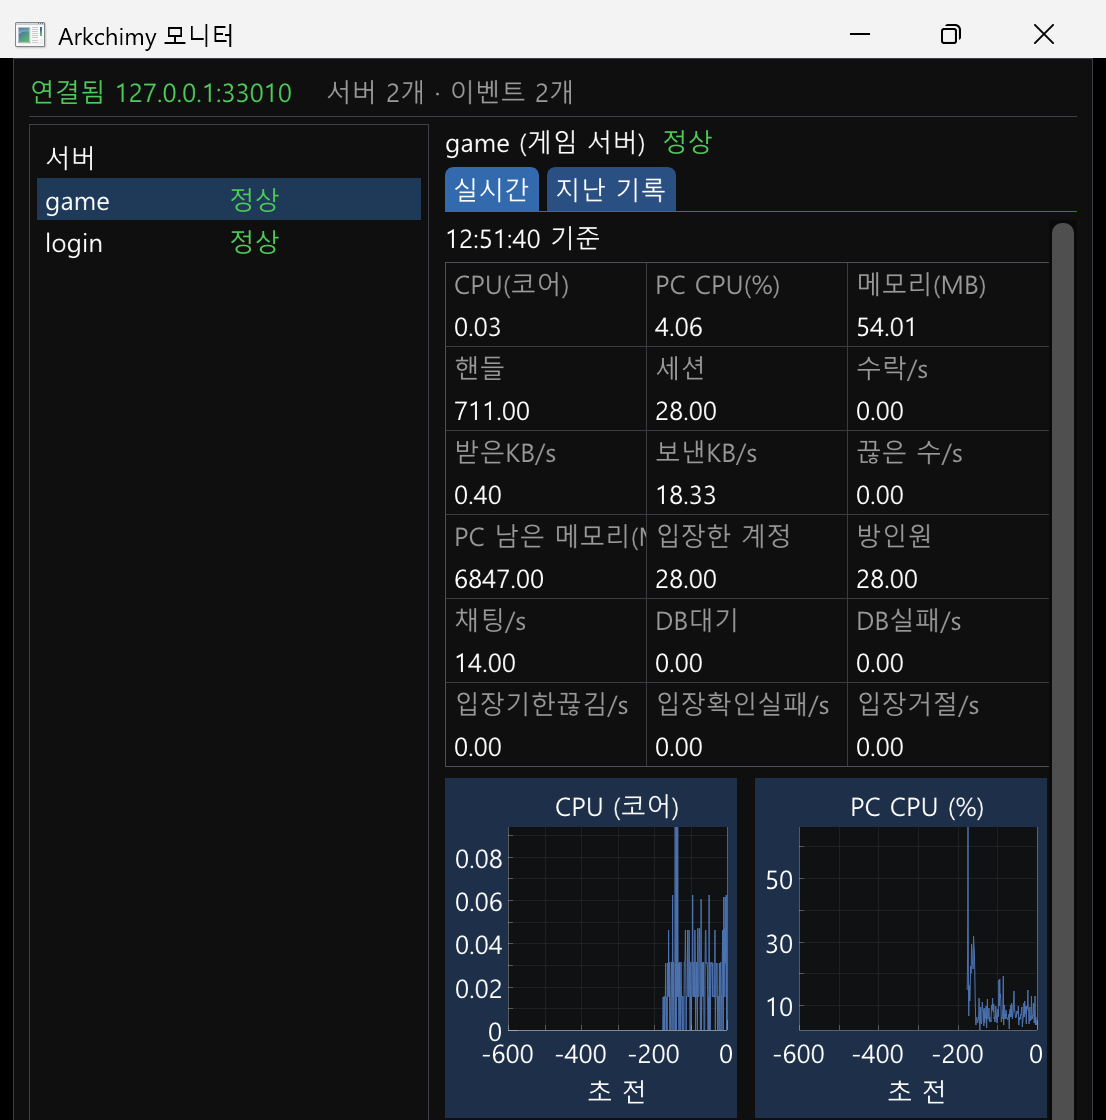 Arkchimy 모니터
연결됨 127.0.0.1:33010 서버 2개 · 이벤트 2개
서버
game 정상
login 정상
game (게임 서버) 정상
실시간 지난 기록
12:51:40 기준
CPU(코어) PC CPU(%) 메모리(MB)
0.03 4.06 54.01
핸들 세션 수락/s
711.00 28.00 0.00
받은KB/s 보낸KB/s 끊은 수/s
0.40 18.33 0.00
PC 남은 메모리( 입장한 계정 방인원
6847.00 28.00 28.00
채팅/s DB대기 DB실패/s
14.00 0.00 0.00
입장기한끊김/s 입장확인실패/s 입장거절/s
0.00 0.00 0.00
CPU (코어)
0.08
0.06
0.04
0.02
0
-600 -400 -200 0
초 전
PC CPU (%)
50
30
10
-600 -400 -200 0
초 전